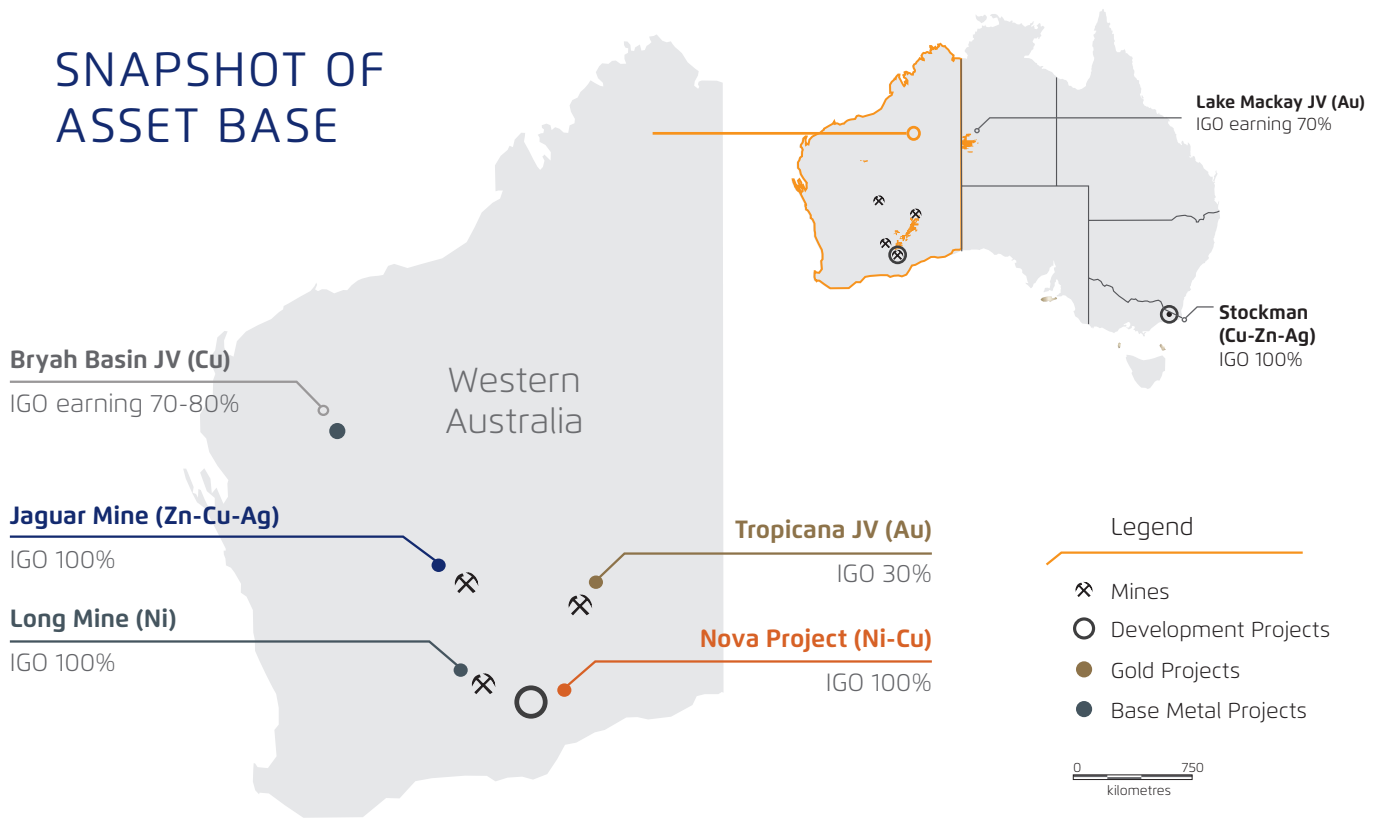 SNAPSHOT OF
ASSET BASE
Lake Mackay JV (Au)
IGO earning 70%
Stockman
(Cu-Zn-Ag)
IGO 100%
Bryah Basin JV (Cu)
IGO earning 70-80%
Western
Australia
Jaguar Mine (Zn-Cu-Ag)
IGO 100%
Long Mine (Ni)
IGO 100%
Tropicana JV (Au)
IGO 30%
Nova Project (Ni-Cu)
IGO 100%
Legend
Mines
Development Projects
Gold Projects
Base Metal Projects
0 750
kilometres